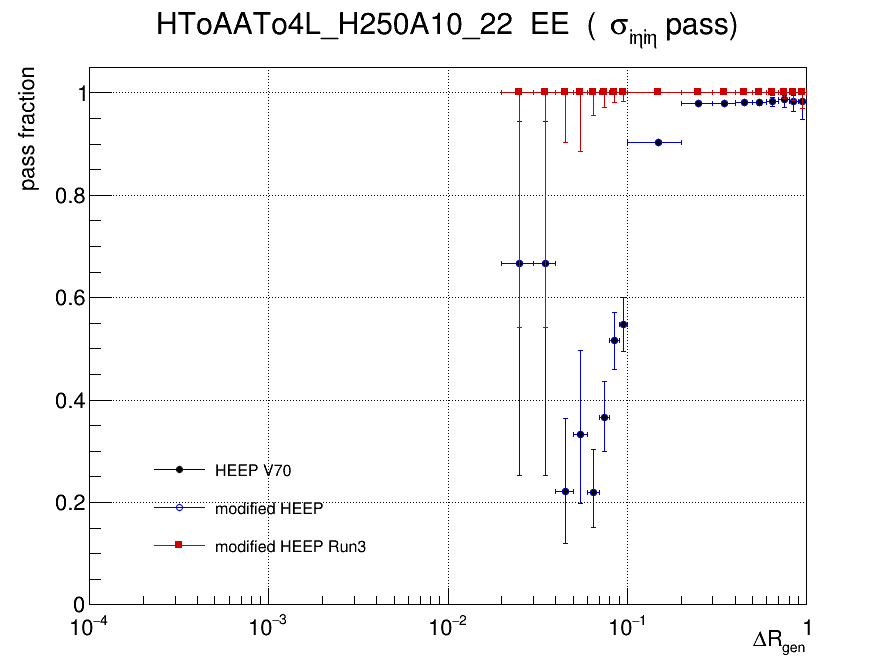 HToAATo4L_H250A10_22 EE ( σiηiη pass)
pass fraction
1
0.8
0.6
0.4
0.2
0
HEEP V70
modified HEEP
modified HEEP Run3
10−4 10−3 10−2 10−1 1
ΔRgen